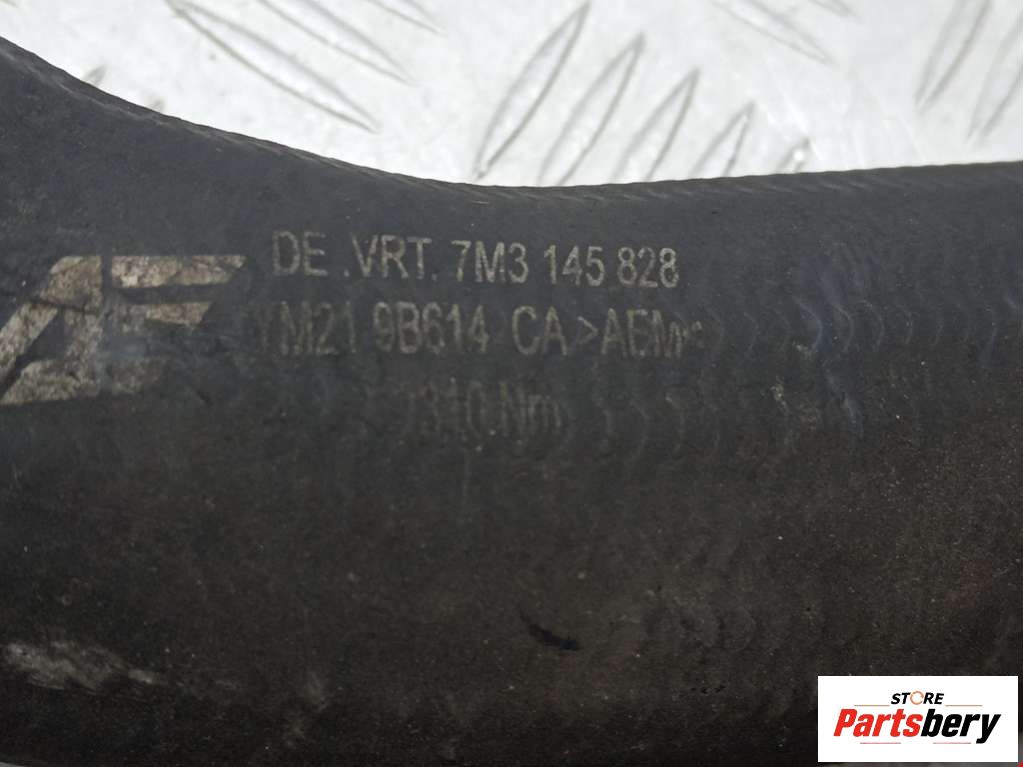 DE .VRT. 7M3 145 828
YM21 9B614 CA>AEM
STORE
Partsbery